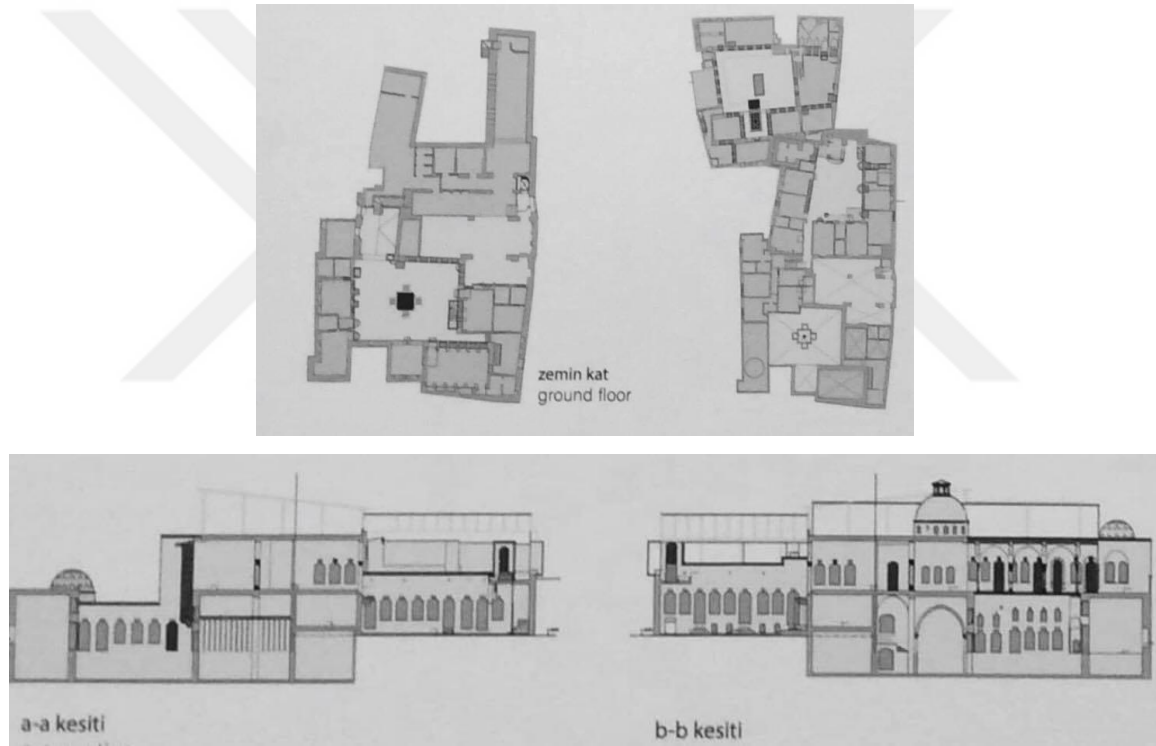 zemin kat
ground floor
a-a kesiti
b-b kesiti